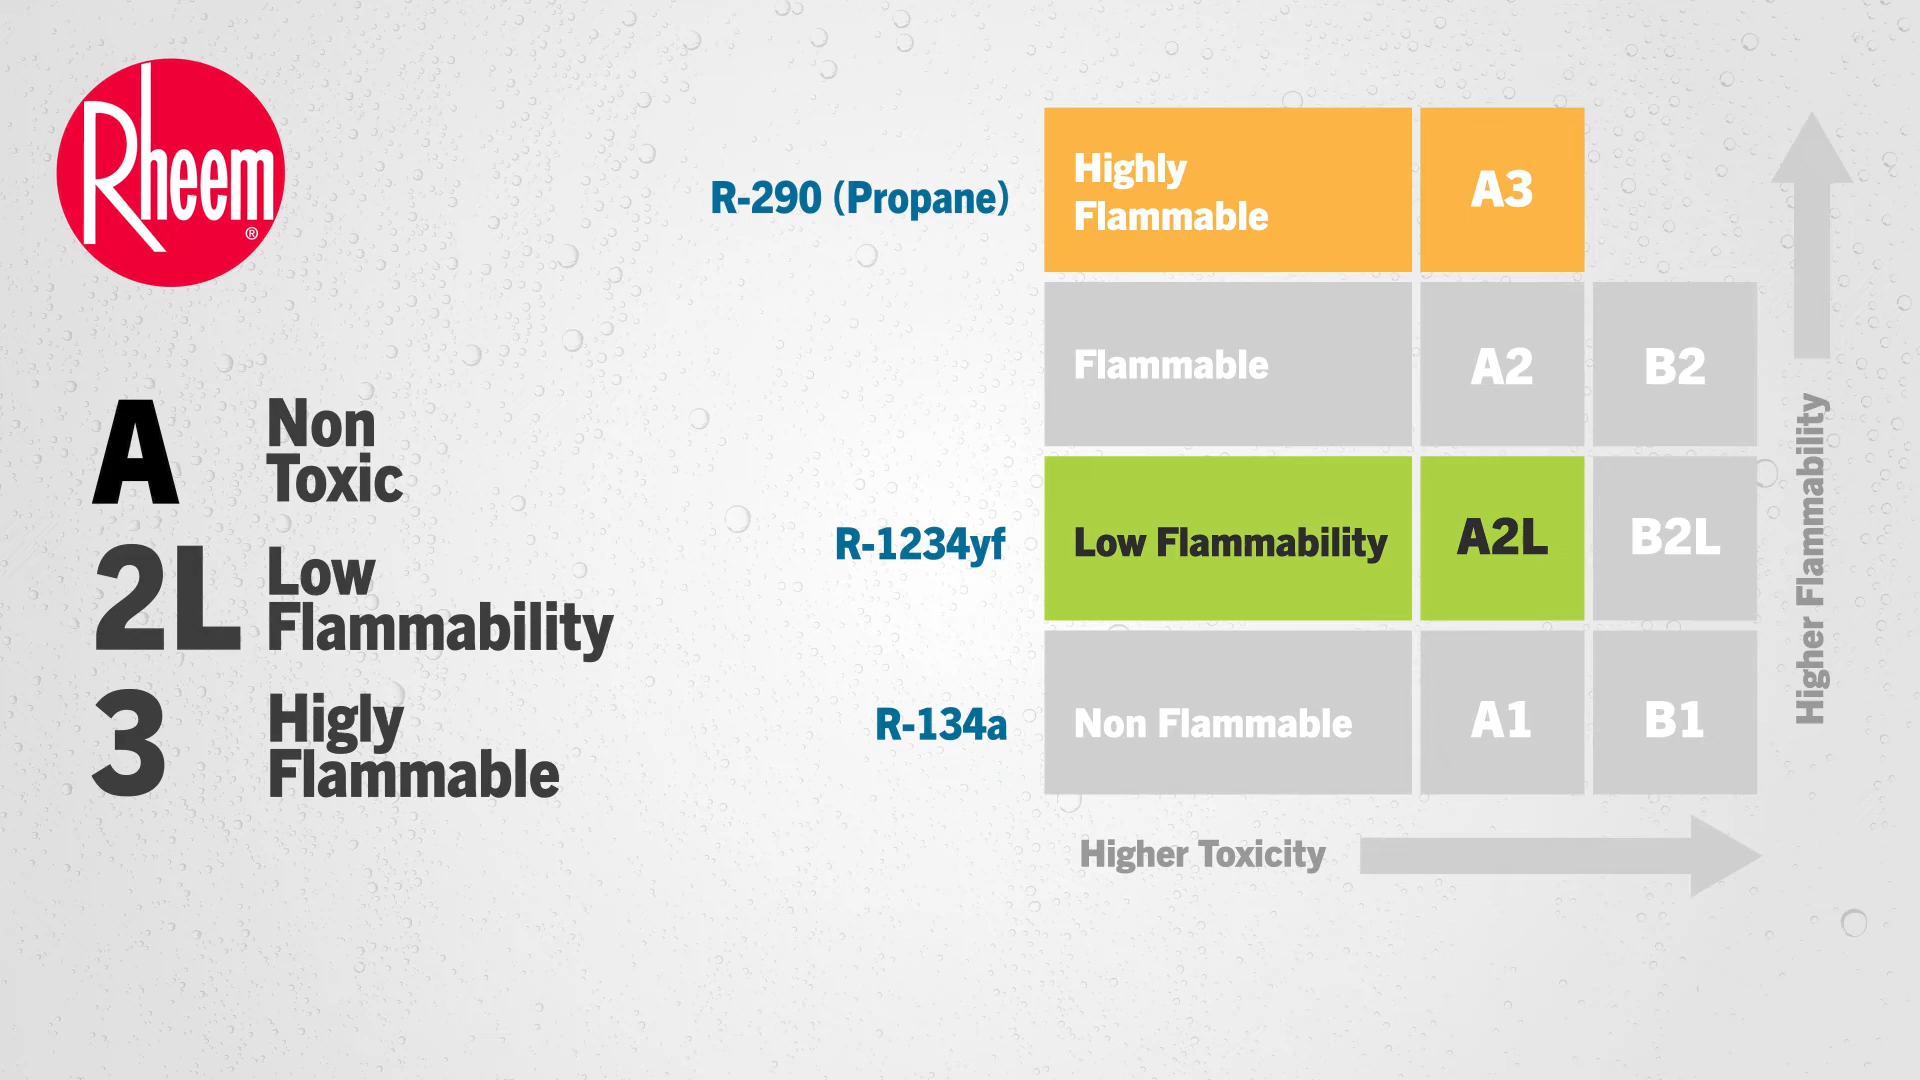 Rheem
®
A
Non
Toxic
2L
Low
Flammability
3
Higly
Flammable
R-290 (Propane)
Highly
Flammable
A3
Flammable
A2
B2
R-1234yf
Low Flammability
A2L
B2L
R-134a
Non Flammable
A1
B1
Higher Toxicity
Higher Flammability